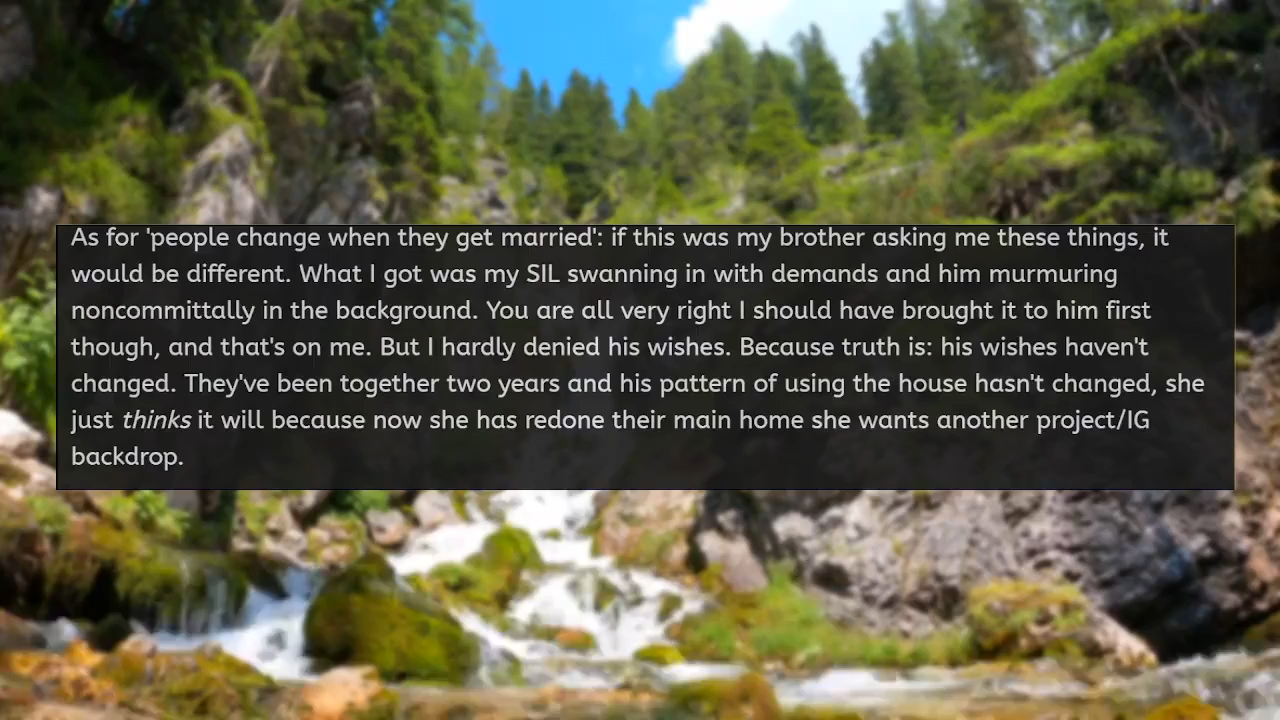 As for 'people change when they get married': if this was my brother asking me these things, it
would be different. What I got was my SIL swanning in with demands and him murmuring
noncommittally in the background. You are all very right I should have brought it to him first
though, and that's on me. But I hardly denied his wishes. Because truth is: his wishes haven't
changed. They've been together two years and his pattern of using the house hasn't changed, she
just thinks it will because now she has redone their main home she wants another project/IG
backdrop.